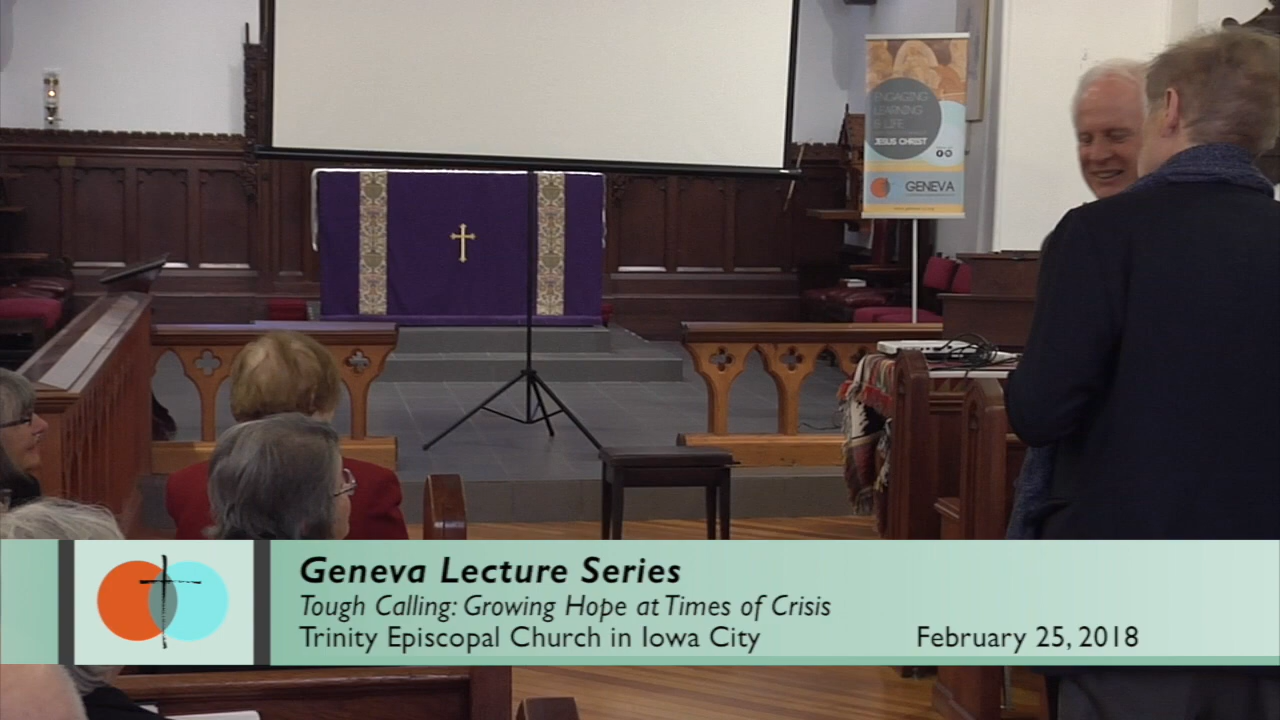 ENGAGING
LEARNING
& LIFE
JESUS CHRIST
GENEVA
Geneva Lecture Series
Tough Calling: Growing Hope at Times of Crisis
Trinity Episcopal Church in Iowa City
February 25, 2018